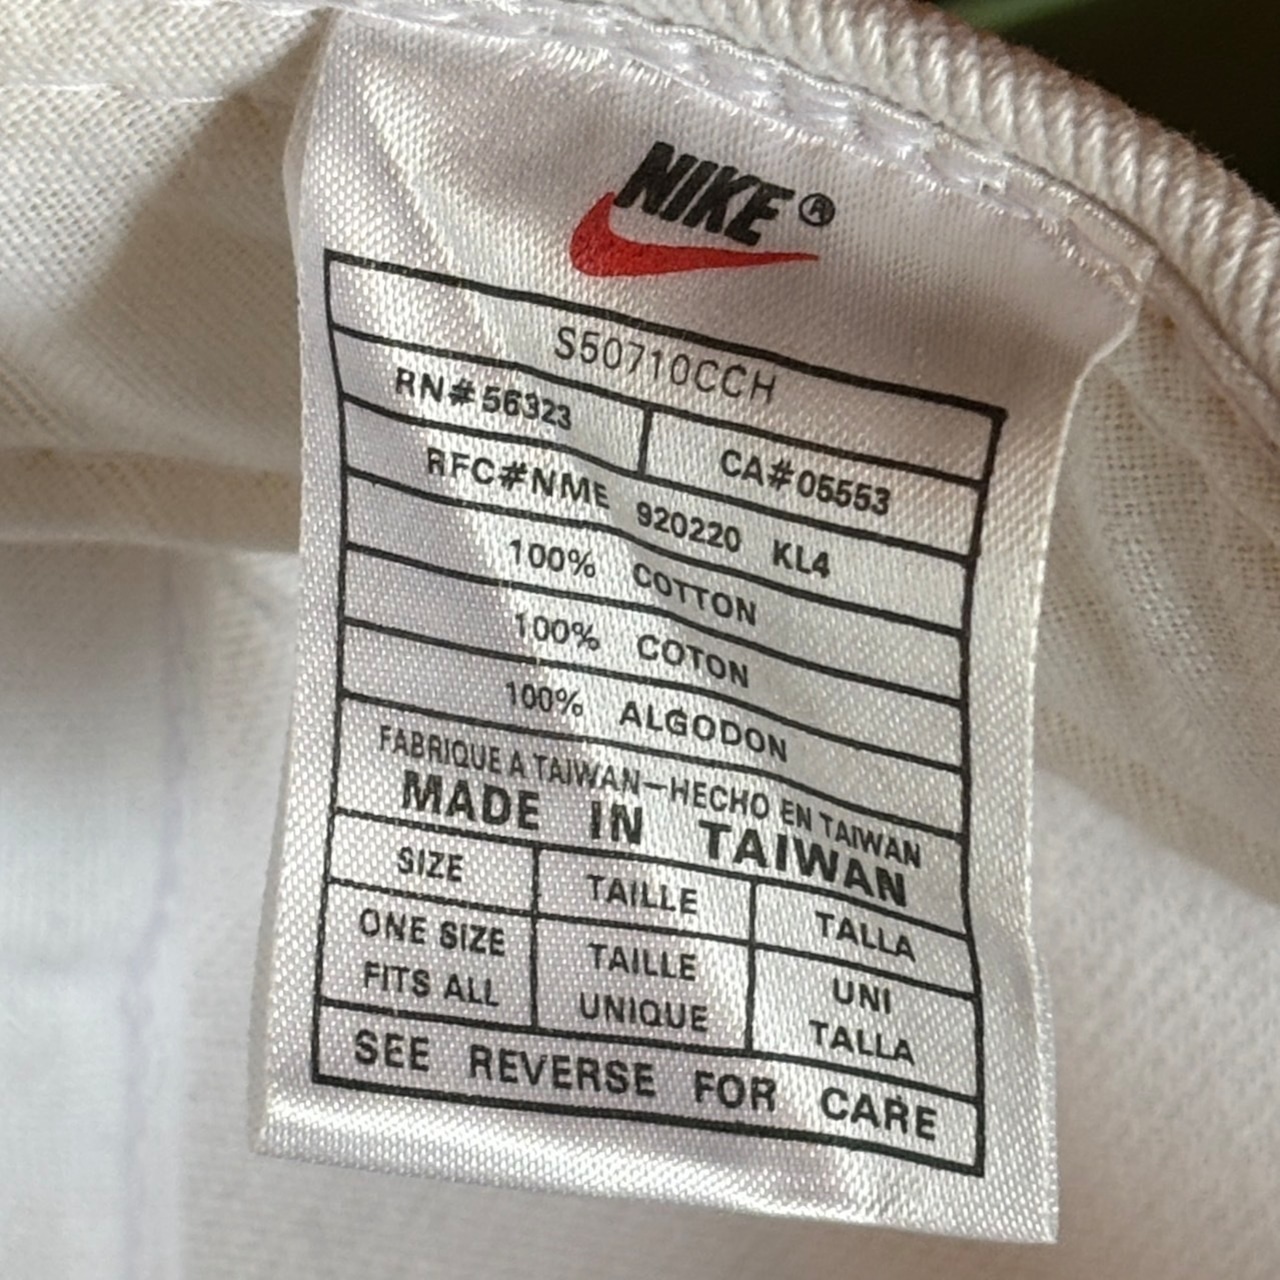 NIKE®
S50710CCH
RN#56323 CA#05553
RFC#NME 920220 KL4
100% COTTON
100% COTON
100% ALGODON
FABRIQUE A TAIWAN—HECHO EN TAIWAN
MADE IN TAIWAN
SIZE TAILLE TALLA
ONE SIZE TAILLE UNI
FITS ALL UNIQUE TALLA
SEE REVERSE FOR CARE